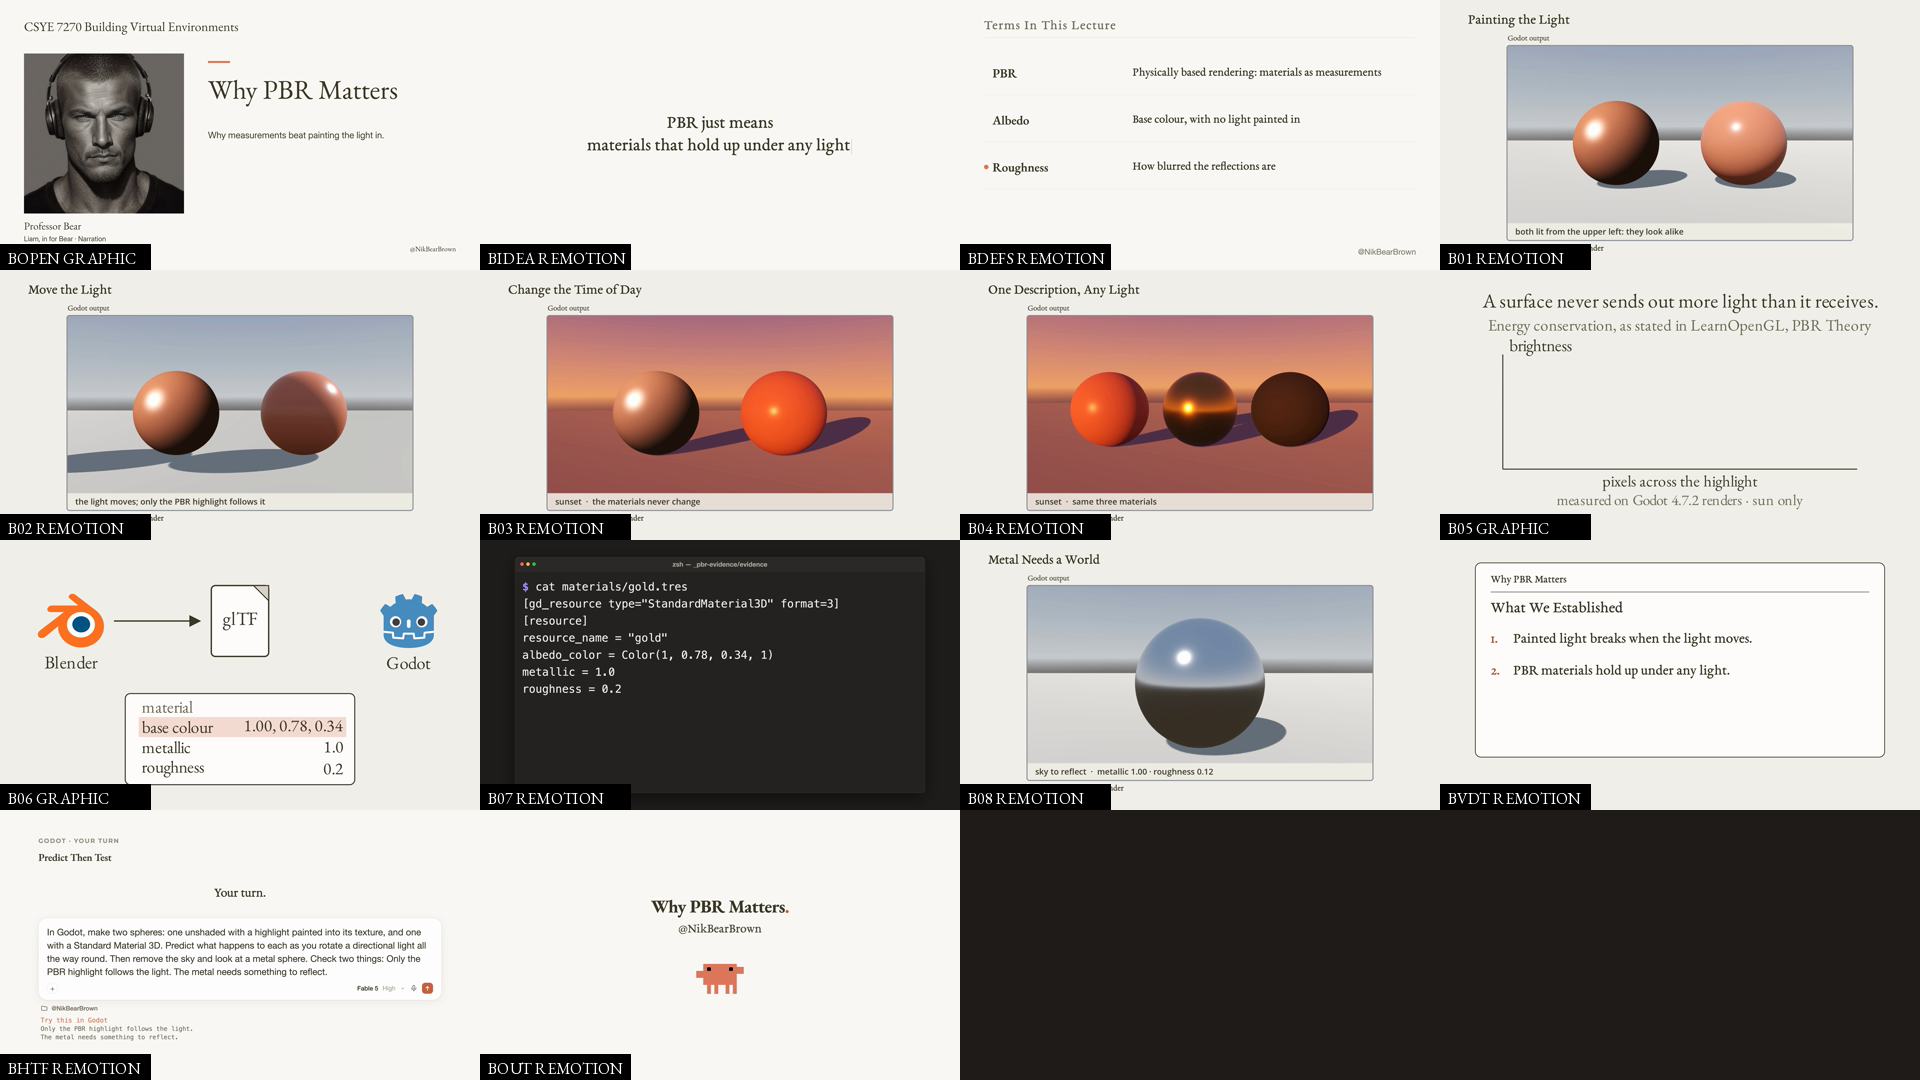 CSYE 7270 Building Virtual Environments
Why PBR Matters
Why measurements beat painting the light in.
Professor Bear
Liam, in for Bear · Narration
@NikBearBrown
BOPEN GRAPHIC
PBR just means
materials that hold up under any light
BIDEA REMOTION
Terms In This Lecture
PBR Physically based rendering: materials as measurements
Albedo Base colour, with no light painted in
Roughness How blurred the reflections are
@NikBearBrown
BDEFS REMOTION
Painting the Light
Godot output
both lit from the upper left: they look alike
B01 REMOTION
Move the Light
Godot output
the light moves; only the PBR highlight follows it
B02 REMOTION
Change the Time of Day
Godot output
sunset · the materials never change
B03 REMOTION
One Description, Any Light
Godot output
sunset · same three materials
B04 REMOTION
A surface never sends out more light than it receives.
Energy conservation, as stated in LearnOpenGL, PBR Theory
brightness
pixels across the highlight
measured on Godot 4.7.2 renders · sun only
B05 GRAPHIC
Blender
glTF
Godot
material
base colour 1.00, 0.78, 0.34
metallic 1.0
roughness 0.2
B06 GRAPHIC
zsh — _pbr-evidence/evidence
$ cat materials/gold.tres
[gd_resource type="StandardMaterial3D" format=3]
[resource]
resource_name = "gold"
albedo_color = Color(1, 0.78, 0.34, 1)
metallic = 1.0
roughness = 0.2
B07 REMOTION
Metal Needs a World
Godot output
sky to reflect · metallic 1.00 · roughness 0.12
B08 REMOTION
Why PBR Matters
What We Established
1. Painted light breaks when the light moves.
2. PBR materials hold up under any light.
BVDT REMOTION
GODOT · YOUR TURN
Predict Then Test
Your turn.
In Godot, make two spheres: one unshaded with a highlight painted into its texture, and one
with a Standard Material 3D. Predict what happens to each as you rotate a directional light all
the way round. Then remove the sky and look at a metal sphere. Check two things: Only the
PBR highlight follows the light. The metal needs something to reflect.
+ Fable 5 High
@NikBearBrown
Try this in Godot
Only the PBR highlight follows the light.
The metal needs something to reflect.
BHTF REMOTION
Why PBR Matters.
@NikBearBrown
BOUT REMOTION